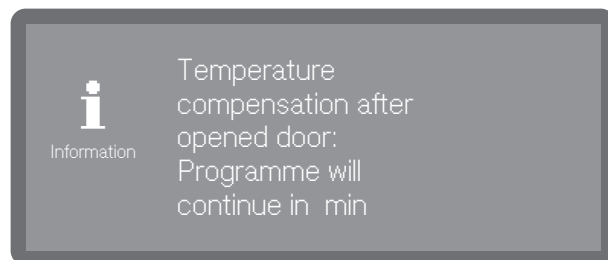 Information
Temperature
compensation after
opened door:
Programme will
continue in  min